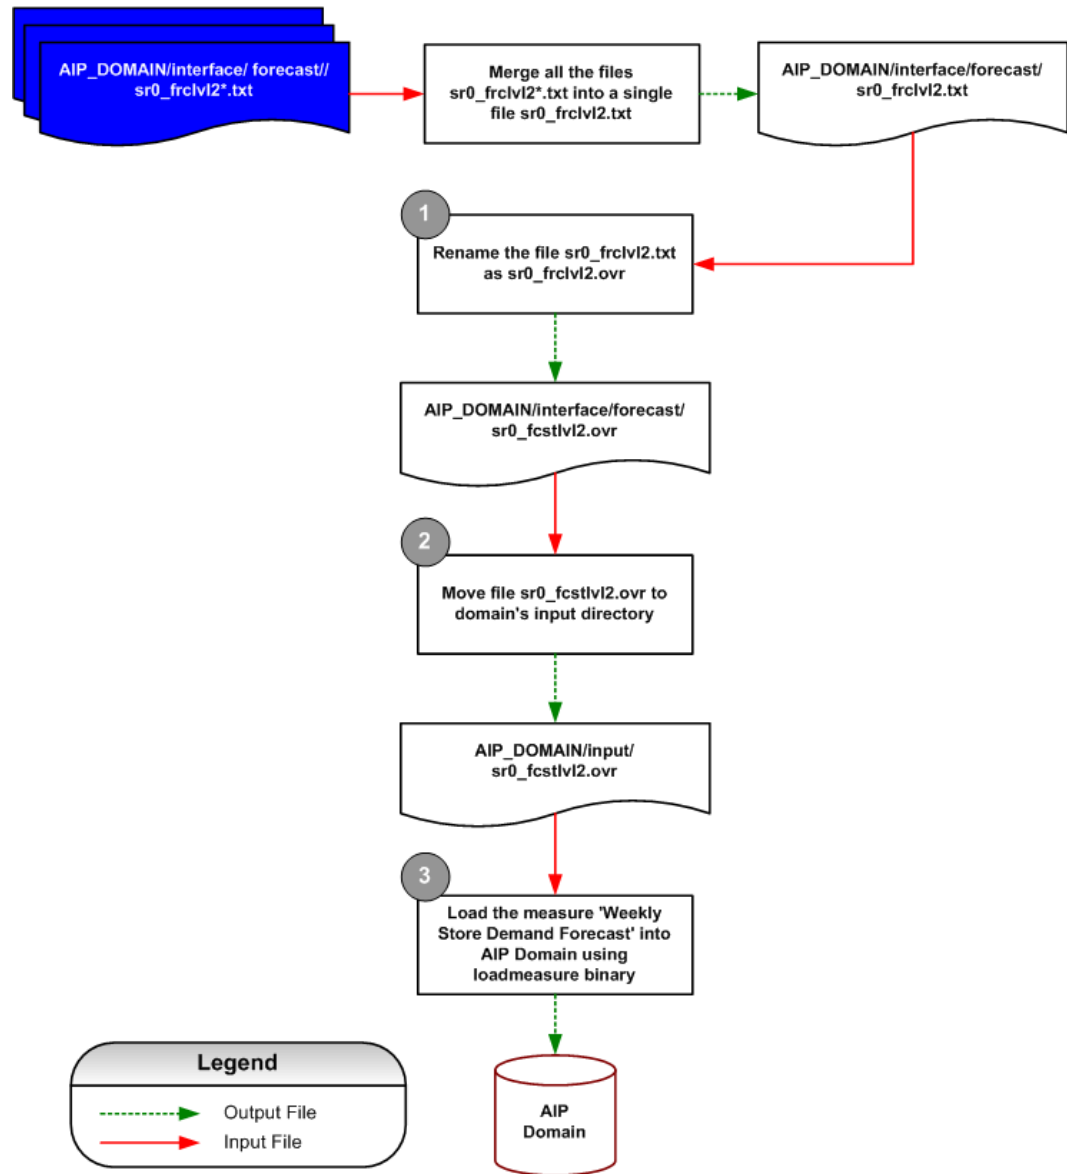 AIP_DOMAIN/interface/ forecast//
sr0_frclvl2*.txt
Merge all the files
sr0_frclvl2*.txt into a single
file sr0_frclvl2.txt
AIP_DOMAIN/interface/forecast/
sr0_frclvl2.txt
1
Rename the file sr0_frclvl2.txt
as sr0_frclvl2.ovr
AIP_DOMAIN/interface/forecast/
sr0_fcstlvl2.ovr
2
Move file sr0_fcstlvl2.ovr to
domain's input directory
AIP_DOMAIN/input/
sr0_fcstlvl2.ovr
3
Load the measure 'Weekly
Store Demand Forecast' into
AIP Domain using
loadmeasure binary
Legend
Output File
Input File
AIP
Domain